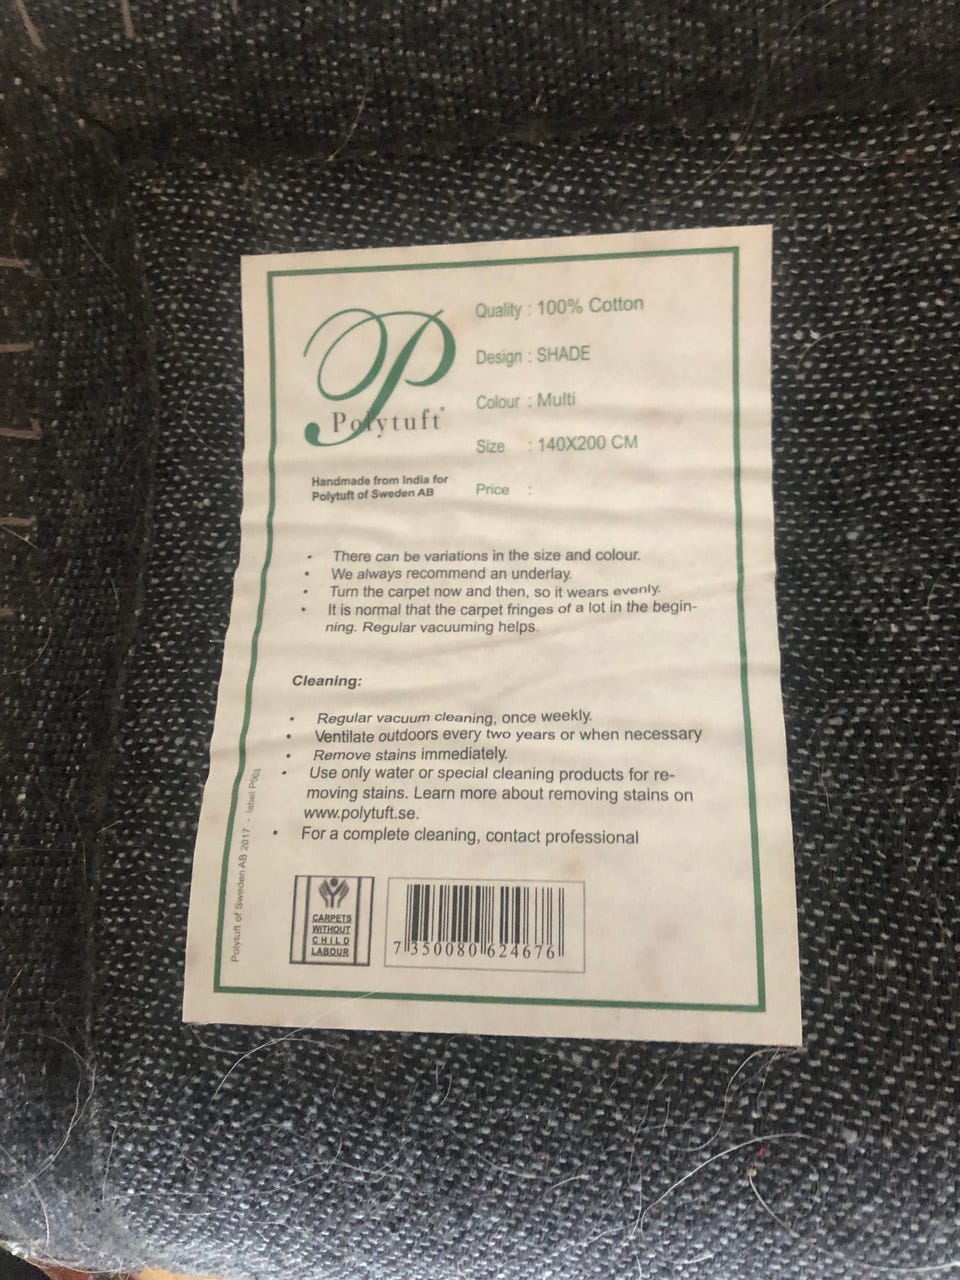 Polytuft®
Handmade from India for
Polytuft of Sweden AB
Quality : 100% Cotton
Design : SHADE
Colour : Multi
Size : 140X200 CM
Price :
• There can be variations in the size and colour.
• We always recommend an underlay.
• Turn the carpet now and then, so it wears evenly.
• It is normal that the carpet fringes of a lot in the begin-
ning. Regular vacuuming helps.
Cleaning:
• Regular vacuum cleaning, once weekly.
• Ventilate outdoors every two years or when necessary
• Remove stains immediately.
• Use only water or special cleaning products for re-
moving stains. Learn more about removing stains on
www.polytuft.se.
• For a complete cleaning, contact professional
Polytuft of Sweden AB 2017 - label P003
CARPETS
WITHOUT
CHILD
LABOUR
7 350080 624676